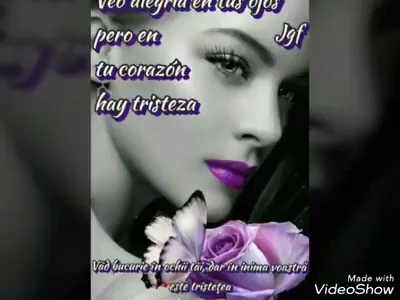 Veo alegría en tus ojos
pero en
Jgf
tu corazón
hay tristeza
Văd bucurie în ochii tăi, dar în inima voastră
este tristețea
Made with
VideoShow